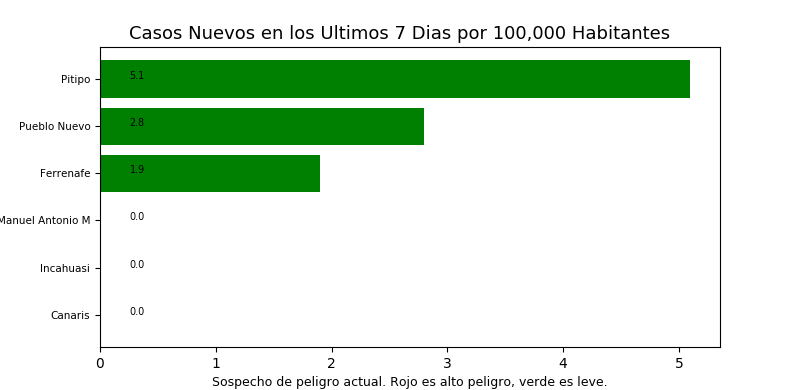 Casos Nuevos en los Ultimos 7 Dias por 100,000 Habitantes
Pitipo 5.1
Pueblo Nuevo 2.8
Ferrenafe 1.9
Manuel Antonio M 0.0
Incahuasi 0.0
Canaris 0.0
0 1 2 3 4 5
Sospecho de peligro actual. Rojo es alto peligro, verde es leve.